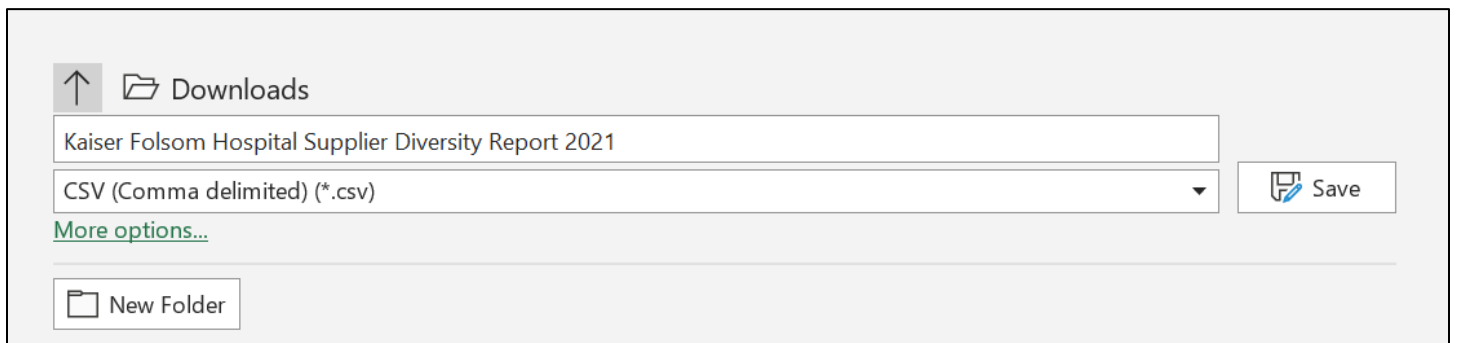 Downloads
Kaiser Folsom Hospital Supplier Diversity Report 2021
CSV (Comma delimited) (*.csv)
Save
More options...
New Folder